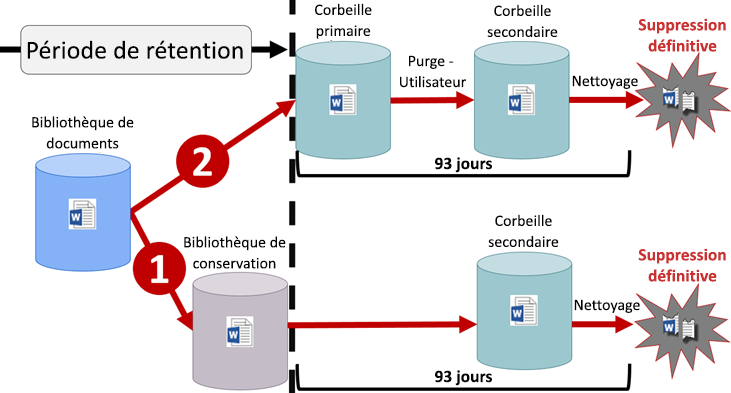 Période de rétention
Corbeille
primaire
Purge -
Utilisateur
Corbeille
secondaire
Nettoyage
Suppression
définitive
W
W
W
93 jours
Bibliothèque de
documents
W
2
1
Bibliothèque de
conservation
W
Corbeille
secondaire
W
Nettoyage
Suppression
définitive
W
93 jours